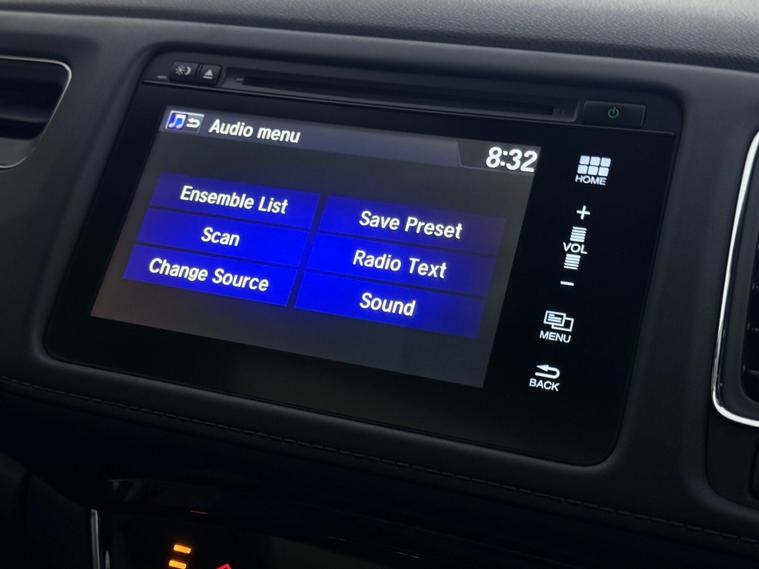 Audio menu
8:32
Ensemble List
Save Preset
Scan
Radio Text
Change Source
Sound
HOME
+
VOL
−
MENU
BACK